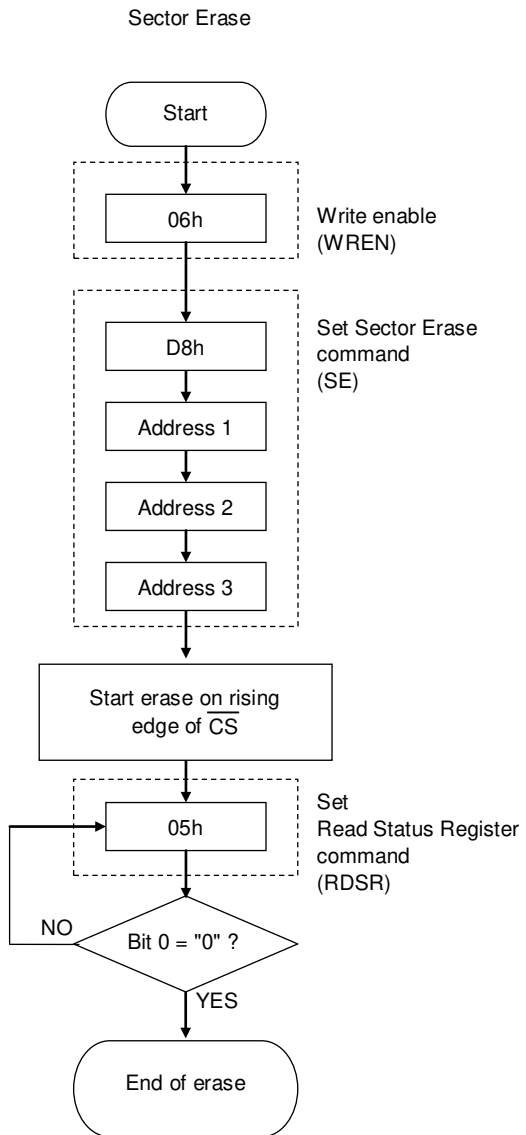 Sector Erase
Start
06h
Write enable
(WREN)
D8h
Set Sector Erase
command
(SE)
Address 1
Address 2
Address 3
Start erase on rising
edge of C̅S̅
05h
Set
Read Status Register
command
(RDSR)
NO
Bit 0 = "0" ?
YES
End of erase